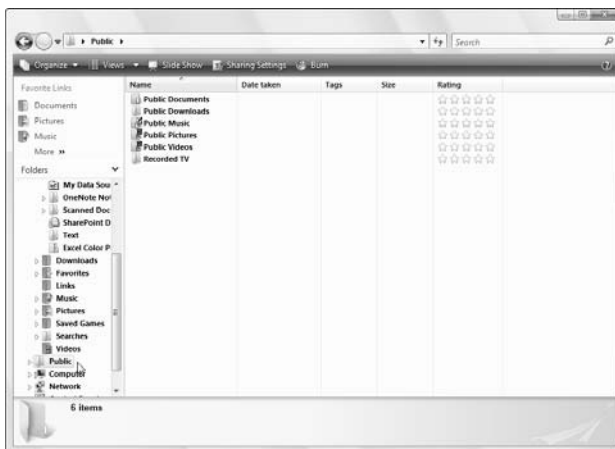 Public
Search
Organize Views Slide Show Sharing Settings Burn
Favorite Links
Documents
Pictures
Music
More »
Folders
My Data Sou
OneNote Not
Scanned Doc
SharePoint D
Text
Excel Color P
Downloads
Favorites
Links
Music
Pictures
Saved Games
Searches
Videos
Public
Computer
Network
Name Date taken Tags Size Rating
Public Documents
Public Downloads
Public Music
Public Pictures
Public Videos
Recorded TV
6 items